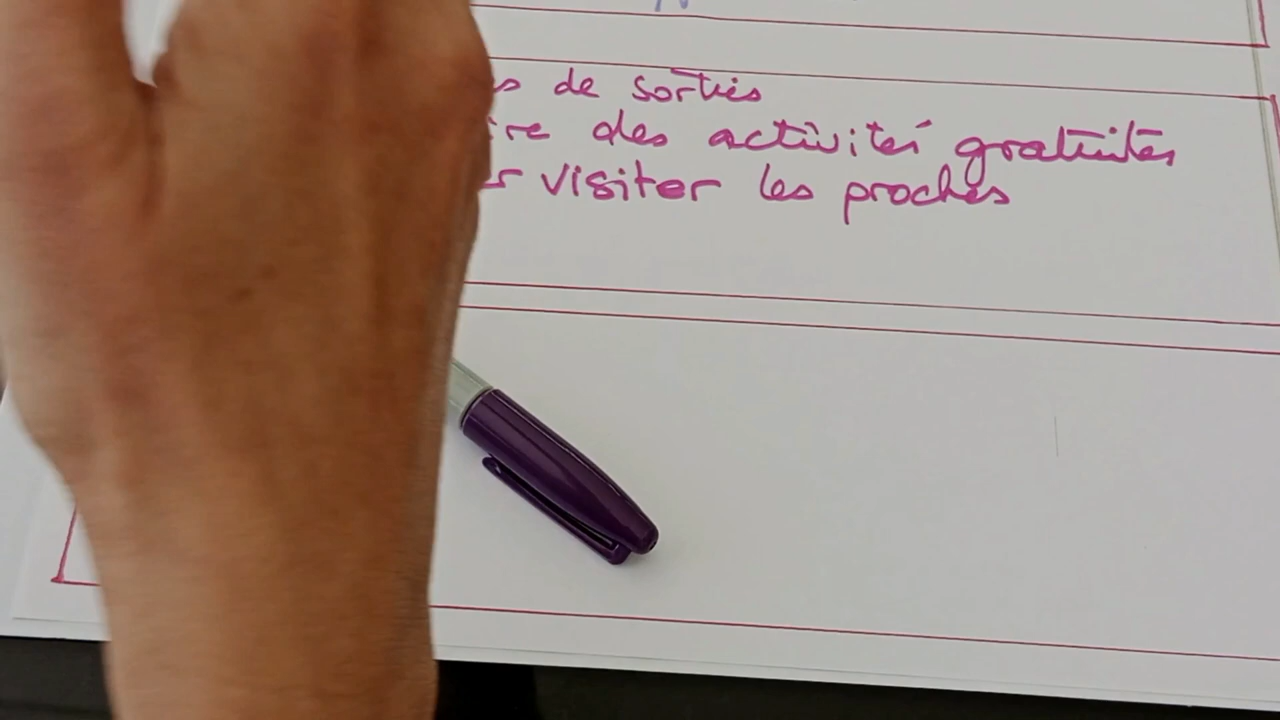 de sorties
des activités gratuites
visiter les proches